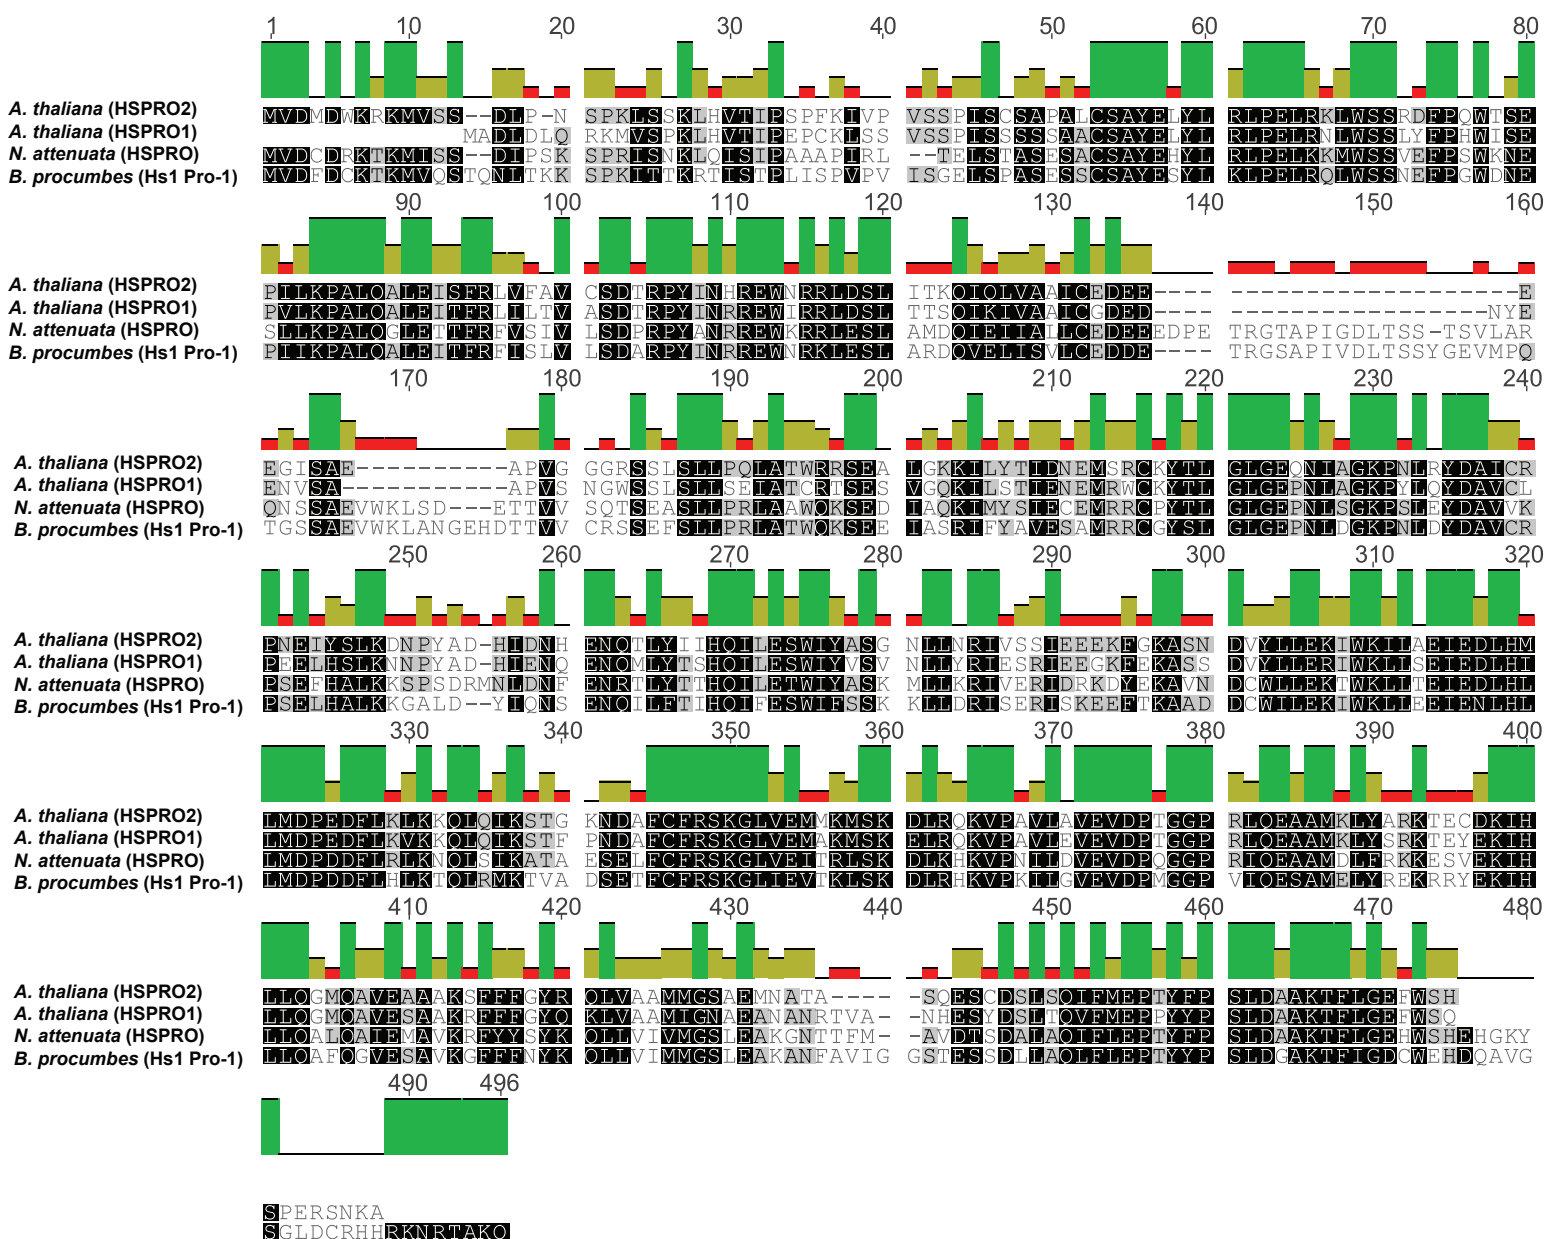 1 10 20 30 40 50 60 70 80
A. thaliana (HSPRO2) MVDMDWKRKMVSS--DLP-N SPKLSSKLHVTIPSPFKIVP VSSPISCSAPALCSAYELYL RLPELRKLWSSRDFPQWTSE
A. thaliana (HSPRO1) MADLDLQ RKMVSPKLHVTIPEPCKLSS VSSPISSSSSAACSAYELYL RLPELRNLWSSLYFPHWISE
N. attenuata (HSPRO) MVDCDRKTKMISS--DIPSK SPRISNKLQISIPAAAPIRL --TELSTASESACSAYEHYL RLPELKKMWSSVEFPSWKNE
B. procumbes (Hs1 Pro-1) MVDFDCKTKMVQSTQNLTKK SPKITTKRTISTPLISPVPV ISGELSPASESSCSAYESYL KLPELRQLWSSNEFPGWDNE
90 100 110 120 130 140 150 160
A. thaliana (HSPRO2) PILKPALQALEISFRLVFAV CSDTRPYINHREWNRRLDSL ITKQIQLVAAICEDEE---- -------------------E
A. thaliana (HSPRO1) PVLKPALQALEITFRLILTV ASDTRPYINRREWIRRLDSL TTSQIKIVAAICGDED---- -----------------NYE
N. attenuata (HSPRO) SLLKPALQGLETTFRFVSIV LSDPRPYANRREWKRRLESL AMDQIEIIALLCEDEEEDPE TRGTAPIGDLTSS-TSVLAR
B. procumbes (Hs1 Pro-1) PIIKPALQALEITFRFISLV LSDARPYINRREWNRKLESL ARDQVELISVLCEDDE---- TRGSAPIVDLTSSYGEVMPQ
170 180 190 200 210 220 230 240
A. thaliana (HSPRO2) EGISAE----------APVG GGRSSLSLLPQLATWRRSEA LGKKILYTIDNEMSRCKYTL GLGEQNIAGKPNLRYDAICR
A. thaliana (HSPRO1) ENVSA-----------APVS NGWSSLSLLSEIATCRTSES VGQKILSTIENEMRWCKYTL GLGEPNLAGKPYLQYDAVCL
N. attenuata (HSPRO) QNSSAEVWKLSD---ETTVV SQTSEASLLPRLAAWQKSED IAQKIMYSIECEMRRCPYTL GLGEPNLSGKPNLDYDAVVK
B. procumbes (Hs1 Pro-1) TGSSAEVWKLANGEHDTTVV CRSSEFSLLPRLATWQKSEE IASRIFYAVESAMRRCGYSL GLGEPNLDGKPNLDYDAVCR
250 260 270 280 290 300 310 320
A. thaliana (HSPRO2) PNEIYSLKDNPYAD-HIDNH ENQTLYIIHQILESWIYASG NLLNRIVSSIEEEKFGKASN DVYLLEKIWKILAEIEDLHM
A. thaliana (HSPRO1) PEELHSLKNNPYAD-HIENQ ENQMLYTSHQILESWIYVSV NLLYRIESRIEEGKFEKASS DVYLLERIWKLLSEIEDLHI
N. attenuata (HSPRO) PSEFHALKKSPSDRMNLDNF ENRTLYTTHQILETWIYASK MLLKRIVERIDRKDYEKAVN DCWLLEKTWKLLTEIEDLHL
B. procumbes (Hs1 Pro-1) PSELHALKKGALD--YIQNS ENQILFTIHQIFESWIFSSK KLLDRISERISKEEFTKAAD DCWILEKIWKLLEEIENLHL
330 340 350 360 370 380 390 400
A. thaliana (HSPRO2) LMDPEDFLKLKKQLQIKSTG KNDAFCFRSKGLVEMMKMSK DLRQKVPAVLAVEVDPTGGP RLQEAAMKLYARKTECDKIH
A. thaliana (HSPRO1) LMDPEDFLKVKKQLQIKSTF PNDAFCFRSKGLVEMAKMSK ELRQKVPAVLEVEVDPTGGP RLQEAAMKLYSRKTEYEKIH
N. attenuata (HSPRO) LMDPDDFLRLKNQLSIKATA ESELFCFRSKGLVEITRLSK DLKHKVPNILDVEVDPQGGP RIQEAAMDLFRKKESVEKIH
B. procumbes (Hs1 Pro-1) LMDPDDFLHLKTQLRMKTVA DSETFCFRSKGLIEVTKLSK DLRHKVPKILGVEVDPMGGP VIQESAMELYREKRRYEKIH
410 420 430 440 450 460 470 480
A. thaliana (HSPRO2) LLQGMQAVEAAAKSFFFGYR QLVAAMMGSAEMNATA---- -SQESCDSLSQIFMEPTYFP SLDAAKTFLGEFWSH
A. thaliana (HSPRO1) LLQGMQAVESAAKRFFFGYQ KLVAAMIGNAEANANRTVA- -NHESYDSLTQVFMEPPYYP SLDAAKTFLGEFWSQ
N. attenuata (HSPRO) LLQALQAIEMAVKRFYYSYK QLLVIVMGSLEAKGNTTFM- -AVDTSDALAQLFLEPTYFP SLDAAKTFLGEHWSHEHGKY
B. procumbes (Hs1 Pro-1) LLQAFQGVESAVKGFFFNYK QLLVIMMGSLEAKANFAVIG GSTESSDLLAQLFLEPTYYP SLDGAKTFIGDCWEHDQAVG
490 496
SPERSNKA
SGLDCRHHRKNRTAKQ